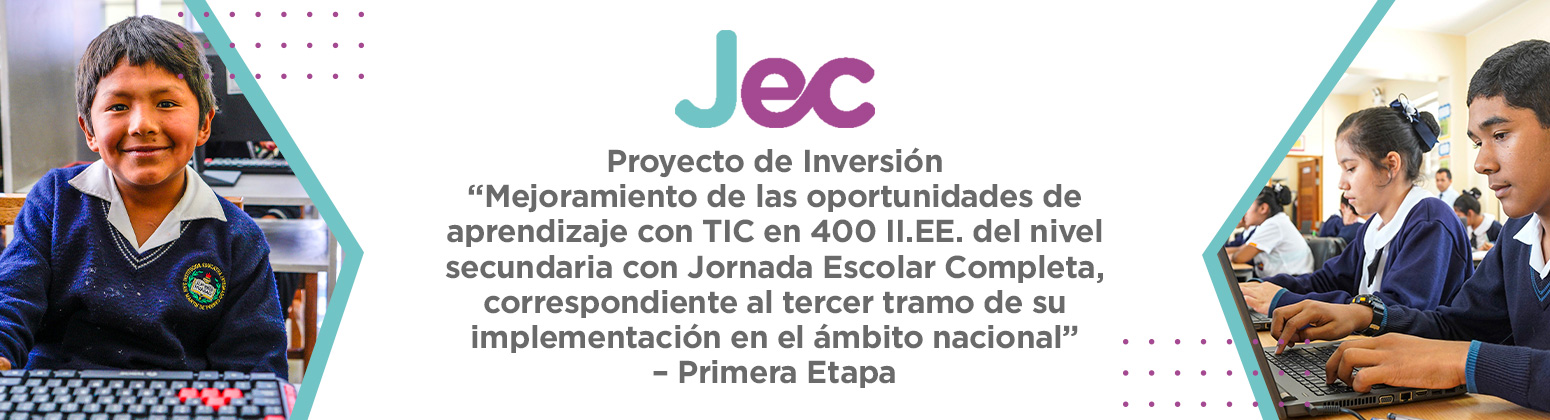 Jec
Proyecto de Inversión
“Mejoramiento de las oportunidades de
aprendizaje con TIC en 400 II.EE. del nivel
secundaria con Jornada Escolar Completa,
correspondiente al tercer tramo de su
implementación en el ámbito nacional”
– Primera Etapa